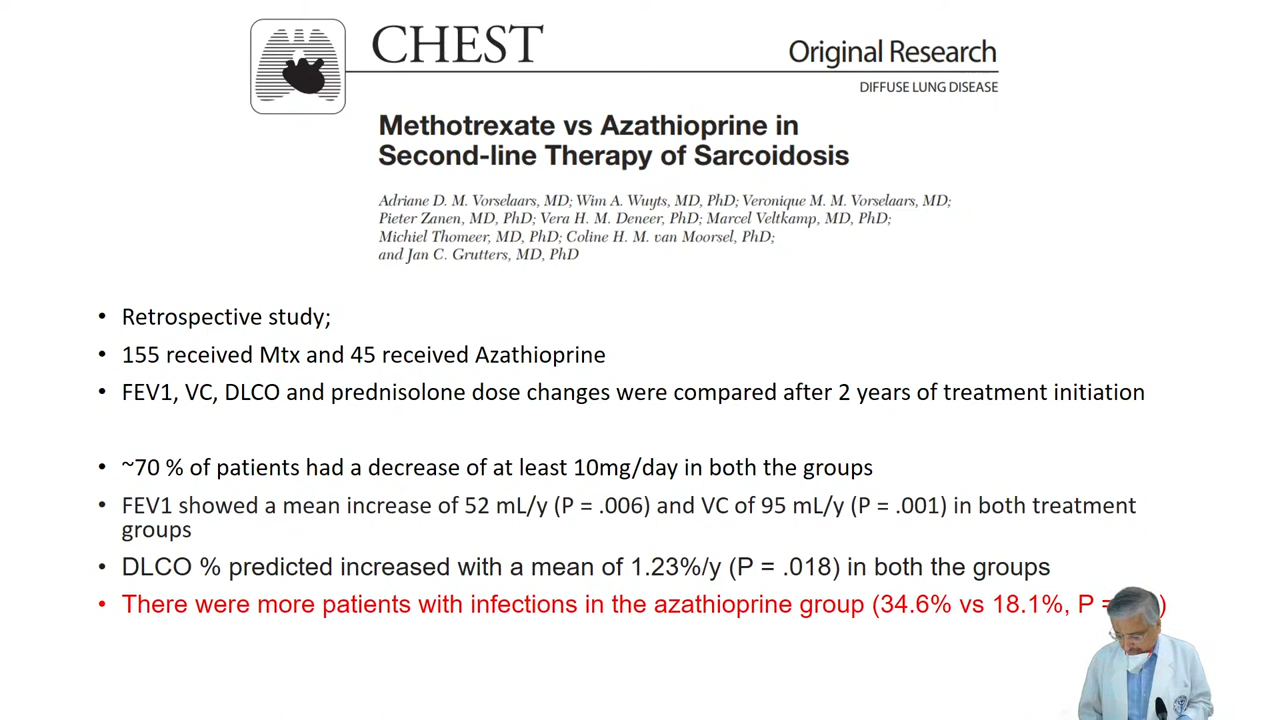 CHEST
Original Research
DIFFUSE LUNG DISEASE
Methotrexate vs Azathioprine in
Second-line Therapy of Sarcoidosis
Adriane D. M. Vorselaars, MD; Wim A. Wuyts, MD, PhD; Veronique M. M. Vorselaars, MD;
Pieter Zanen, MD, PhD; Vera H. M. Deneer, PhD; Marcel Veltkamp, MD, PhD;
Michiel Thomeer, MD, PhD; Coline H. M. van Moorsel, PhD;
and Jan C. Grutters, MD, PhD
• Retrospective study;
• 155 received Mtx and 45 received Azathioprine
• FEV1, VC, DLCO and prednisolone dose changes were compared after 2 years of treatment initiation
• ~70 % of patients had a decrease of at least 10mg/day in both the groups
• FEV1 showed a mean increase of 52 mL/y (P = .006) and VC of 95 mL/y (P = .001) in both treatment
groups
• DLCO % predicted increased with a mean of 1.23%/y (P = .018) in both the groups
• There were more patients with infections in the azathioprine group (34.6% vs 18.1%, P = )